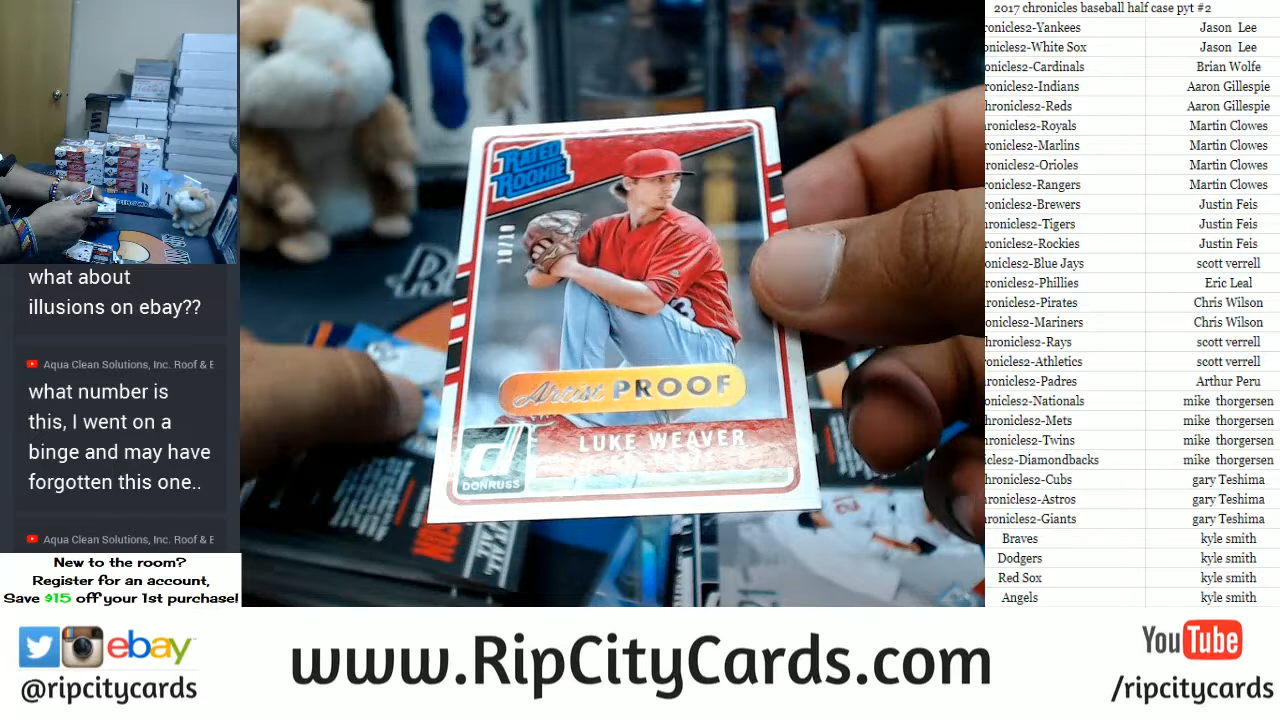 what about
illusions on ebay??
Aqua Clean Solutions, Inc. Roof & E
what number is
this, I went on a
binge and may have
forgotten this one..
Aqua Clean Solutions, Inc. Roof & E
New to the room?
Register for an account,
Save $15 off your 1st purchase!
RATED
ROOKIE
10/10
Artist PROOF
LUKE WEAVER
d
DONRUSS
21
2017 chronicles baseball half case pyt #2
ronicles2-Yankees Jason Lee
onicles2-White Sox Jason Lee
ronicles2-Cardinals Brian Wolfe
hronicles2-Indians Aaron Gillespie
hronicles2-Reds Aaron Gillespie
ronicles2-Royals Martin Clowes
ronicles2-Marlins Martin Clowes
ronicles2-Orioles Martin Clowes
ronicles2-Rangers Martin Clowes
ronicles2-Brewers Justin Feis
ronicles2-Tigers Justin Feis
ronicles2-Rockies Justin Feis
ronicles2-Blue Jays scott verrell
hronicles2-Phillies Eric Leal
ronicles2-Pirates Chris Wilson
onicles2-Mariners Chris Wilson
hronicles2-Rays scott verrell
ronicles2-Athletics scott verrell
ronicles2-Padres Arthur Peru
onicles2-Nationals mike thorgersen
hronicles2-Mets mike thorgersen
ronicles2-Twins mike thorgersen
icles2-Diamondbacks mike thorgersen
hronicles2-Cubs gary Teshima
ronicles2-Astros gary Teshima
hronicles2-Giants gary Teshima
Braves kyle smith
Dodgers kyle smith
Red Sox kyle smith
Angels kyle smith
ebay
@ripcitycards
www.RipCityCards.com
YouTube
/ripcitycards